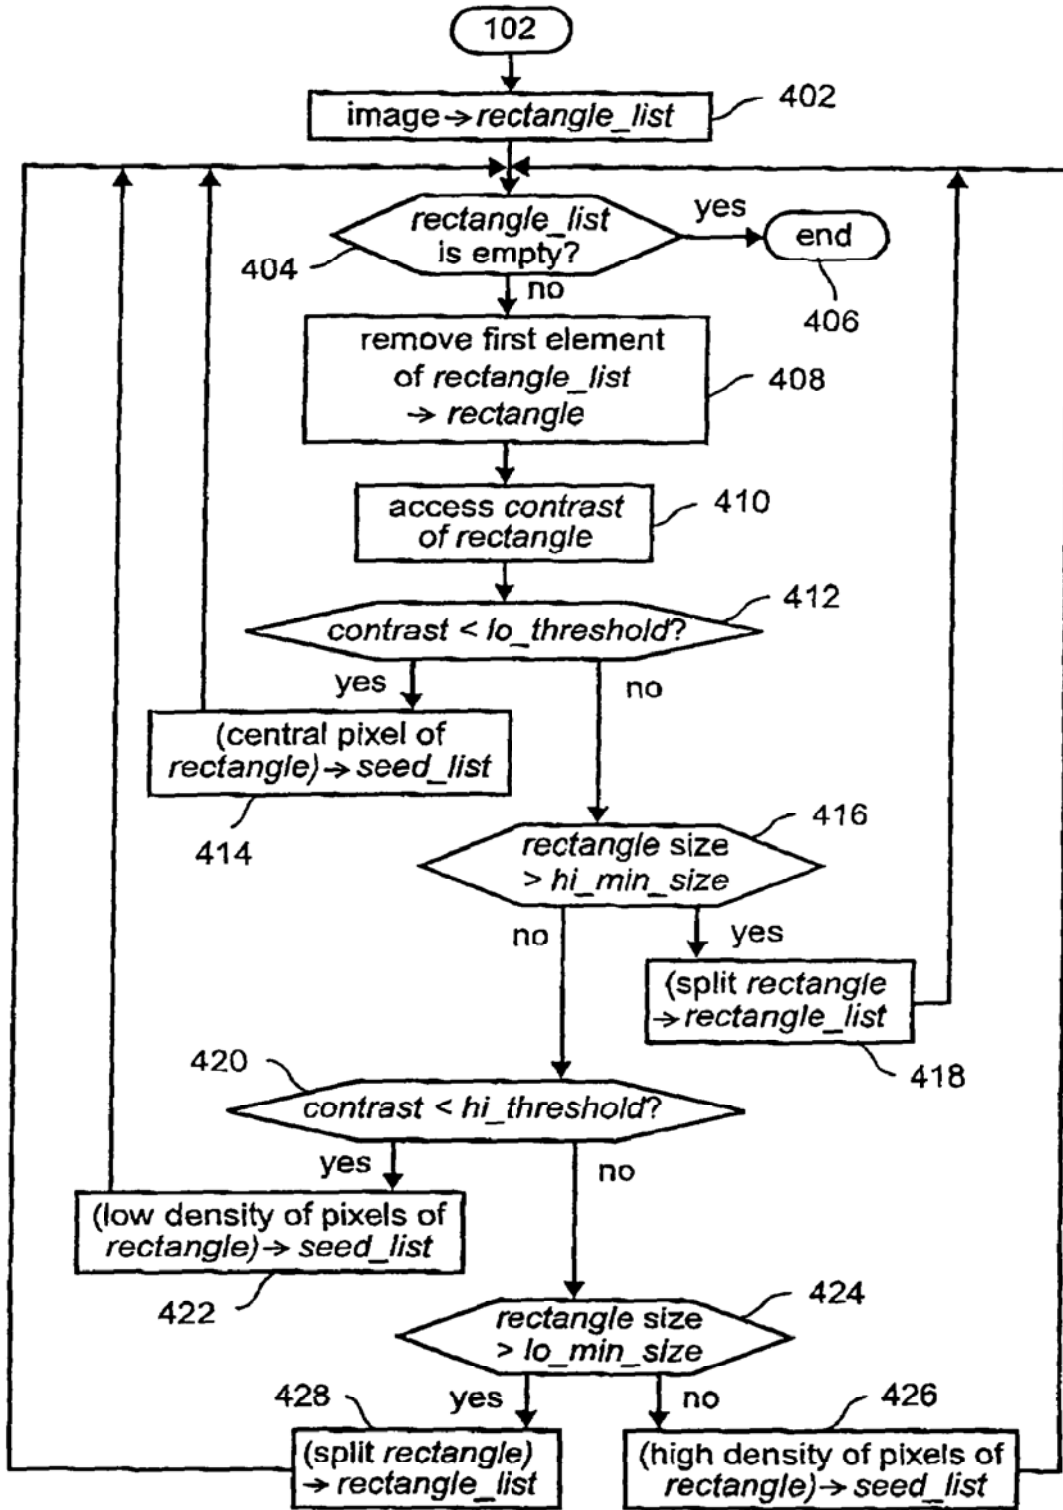 102
image → rectangle_list
402
rectangle_list
is empty?
yes
end
404
406
no
remove first element
of rectangle_list
→ rectangle
408
access contrast
of rectangle
410
412
contrast < lo_threshold?
yes
no
(central pixel of
rectangle) → seed_list
414
416
rectangle size
> hi_min_size
no
yes
(split rectangle
→ rectangle_list
418
420
contrast < hi_threshold?
yes
no
(low density of pixels of
rectangle) → seed_list
422
424
rectangle size
> lo_min_size
yes
no
428
426
(split rectangle)
→ rectangle_list
(high density of pixels of
rectangle) → seed_list